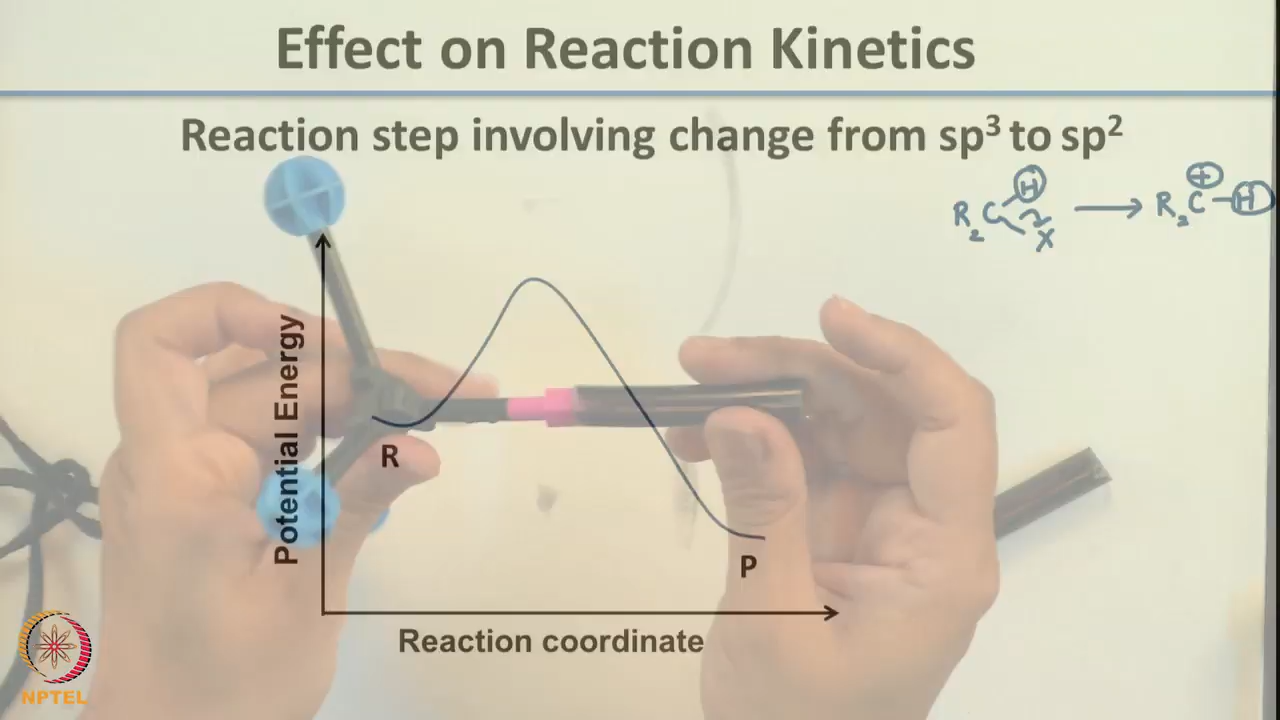 Effect on Reaction Kinetics
Reaction step involving change from sp³ to sp²
R₂C H X → R₂C⊕–H
Potential Energy
R
P
Reaction coordinate
NPTEL